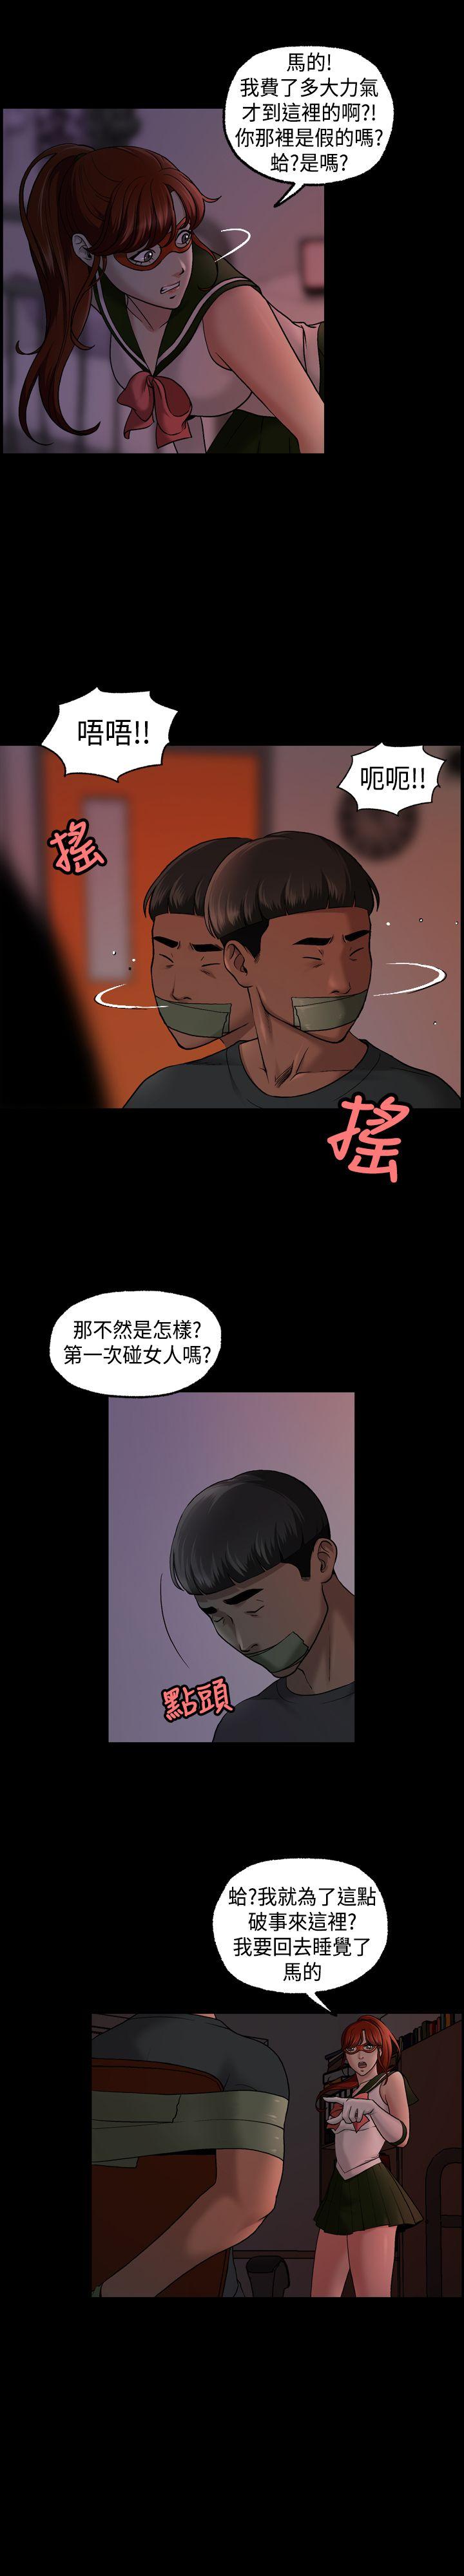 馬的!
我費了多大力氣
才到這裡的啊?!
你那裡是假的嗎?
蛤?是嗎?
唔唔!!
呃呃!!
搖
搖
那不然是怎樣?
第一次碰女人嗎?
點頭
蛤?我就為了這點
破事來這裡?
我要回去睡覺了
馬的